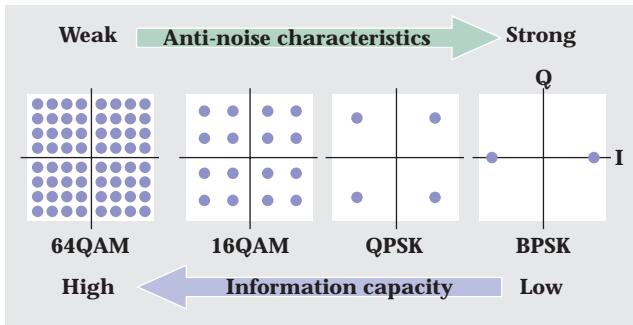 Weak Anti-noise characteristics Strong
Q
I
64QAM 16QAM QPSK BPSK
High Information capacity Low